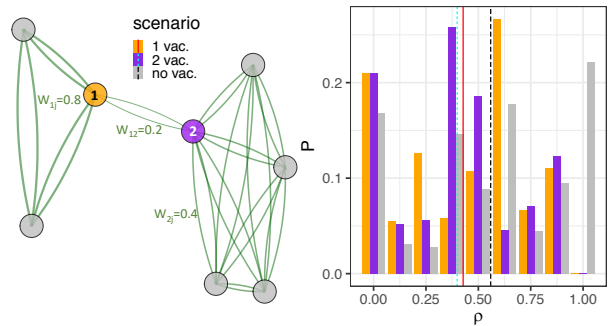 scenario
1 vac.
2 vac.
no vac.
1
W1j=0.8
W12=0.2
2
W2j=0.4
P
0.2
0.1
0.0
0.00
0.25
0.50
0.75
1.00
ρ